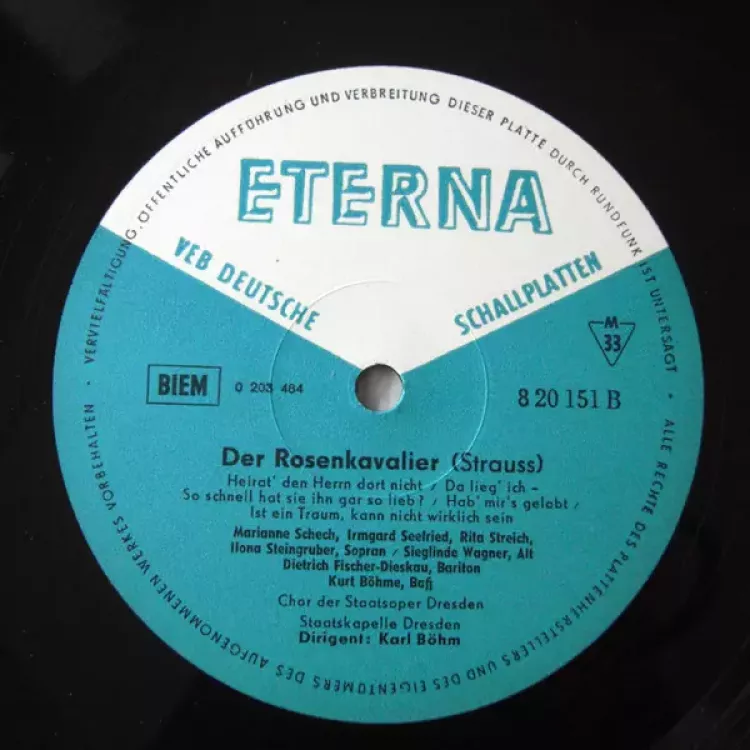 VERVIELFÄLTIGUNG, ÖFFENTLICHE AUFFÜHRUNG UND VERBREITUNG DIESER PLATTE DURCH RUNDFUNK IST UNTERSAGT • ALLE RECHTE DES PLATTENHERSTELLERS UND DES EIGENTÜMERS DES AUFGENOMMENEN WERKES VORBEHALTEN •
ETERNA
VEB DEUTSCHE SCHALLPLATTEN
M
33
BIEM
O 203 484
8 20 151 B
Der Rosenkavalier (Strauss)
Heirat' den Herrn dort nicht / Da lieg' ich –
So schnell hat sie ihn gar so lieb? / Hab' mir's gelobt /
Ist ein Traum, kann nicht wirklich sein
Marianne Schech, Irmgard Seefried, Rita Streich,
Ilona Steingruber, Sopran / Sieglinde Wagner, Alt
Dietrich Fischer-Dieskau, Bariton
Kurt Böhme, Baß
Chor der Staatsoper Dresden
Staatskapelle Dresden
Dirigent: Karl Böhm